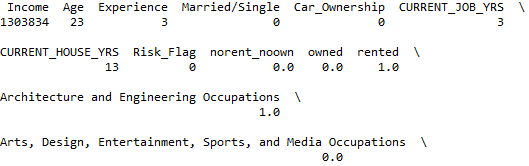 Income Age Experience Married/Single Car_Ownership CURRENT_JOB_YRS \
1303834 23 3 0 0 3
CURRENT_HOUSE_YRS Risk_Flag norent_noown owned rented \
13 0 0.0 0.0 1.0
Architecture and Engineering Occupations \
1.0
Arts, Design, Entertainment, Sports, and Media Occupations \
0.0